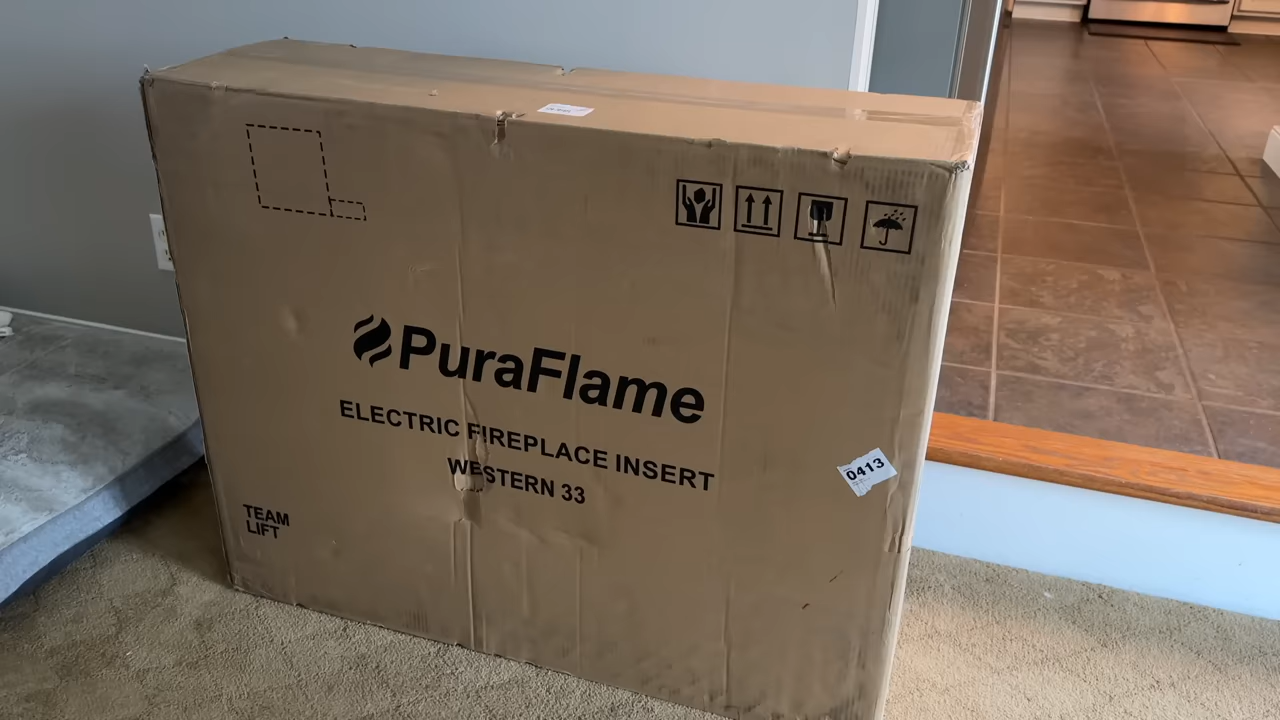 PuraFlame
ELECTRIC FIREPLACE INSERT
WESTERN 33
0413
TEAM
LIFT